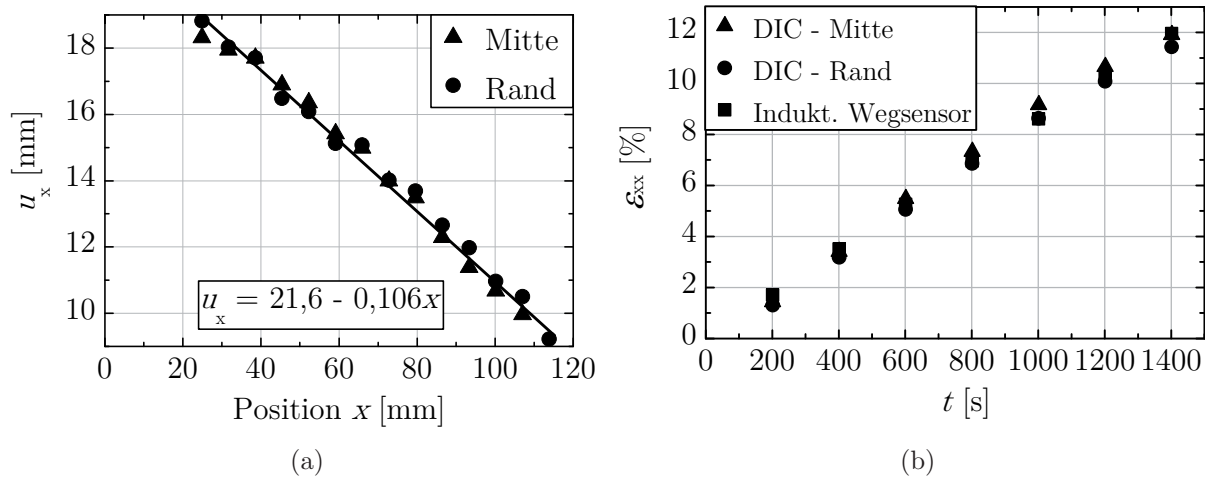 18
16
14
12
10
0
20
40
60
80
100
120
u_x [mm]
Position x [mm]
Mitte
Rand
u_x = 21,6 - 0,106x
(a)
12
10
8
6
4
2
0
0
200
400
600
800
1000
1200
1400
ε_xx [%]
t [s]
DIC - Mitte
DIC - Rand
Indukt. Wegsensor
(b)